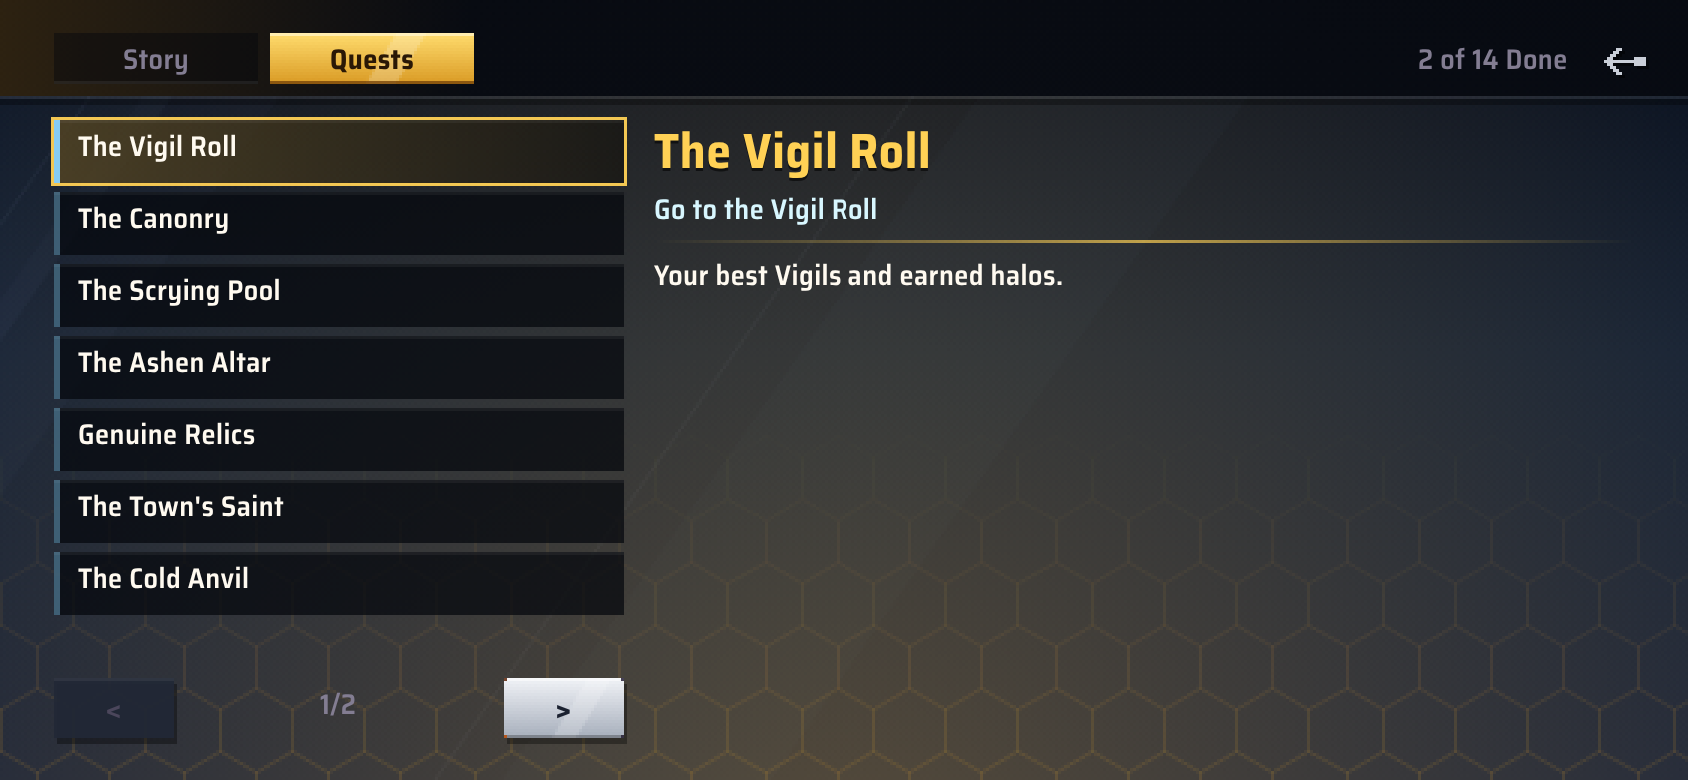 Story
Quests
2 of 14 Done
The Vigil Roll
The Canonry
The Scrying Pool
The Ashen Altar
Genuine Relics
The Town's Saint
The Cold Anvil
<
1/2
>
The Vigil Roll
Go to the Vigil Roll
Your best Vigils and earned halos.